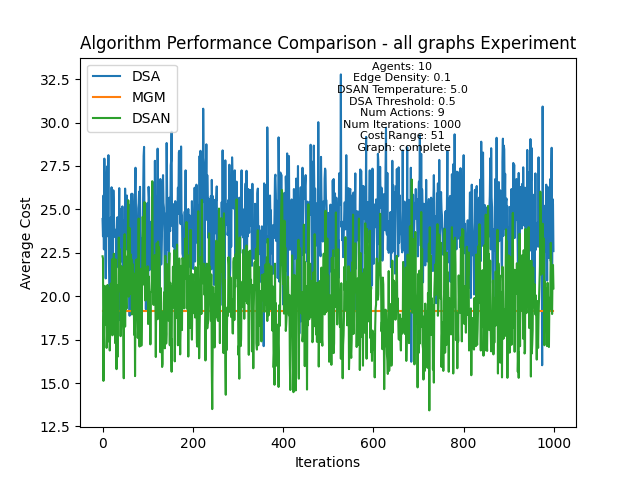 Algorithm Performance Comparison - all graphs Experiment
DSA
MGM
DSAN
Agents: 10
Edge Density: 0.1
DSAN Temperature: 5.0
DSA Threshold: 0.5
Num Actions: 9
Num Iterations: 1000
Cost Range: 51
Graph: complete
Average Cost
32.5
30.0
27.5
25.0
22.5
20.0
17.5
15.0
12.5
0 200 400 600 800 1000
Iterations